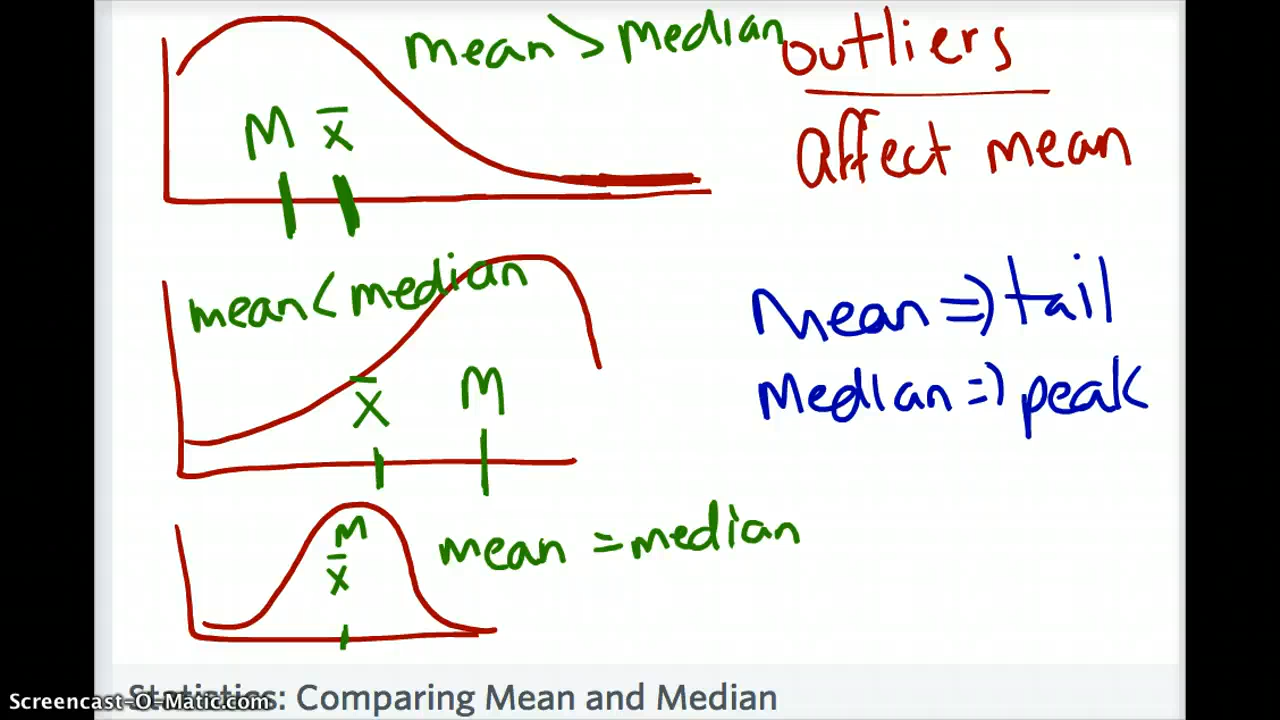 mean > median
outliers
affect mean
M x̄
mean < median
mean => tail
x̄ M
Median => peak
M
x̄
mean = median
Statistics: Comparing Mean and Median
Screencast-O-Matic.com